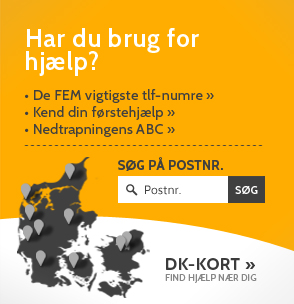 Har du brug for
hjælp?
• De FEM vigtigste tlf-numre »
• Kend din førstehjælp »
• Nedtrapningens ABC »
SØG PÅ POSTNR.
Postnr.
SØG
DK-KORT »
FIND HJÆLP NÆR DIG